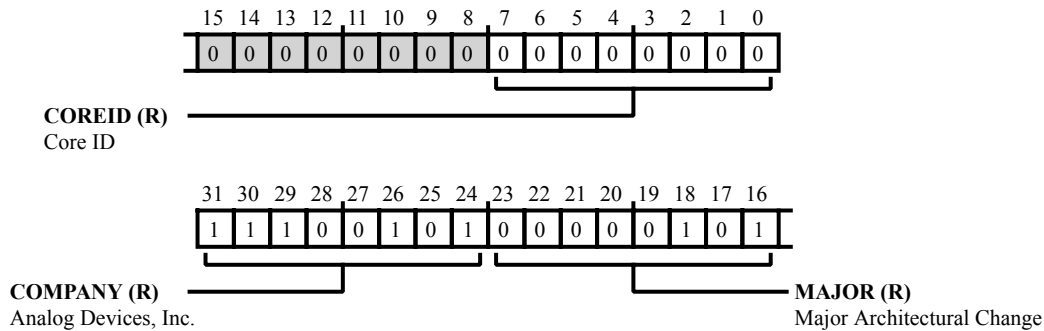 15 14 13 12 11 10 9 8 7 6 5 4 3 2 1 0
0 0 0 0 0 0 0 0 0 0 0 0 0 0 0 0
COREID (R)
Core ID
31 30 29 28 27 26 25 24 23 22 21 20 19 18 17 16
1 1 1 0 0 1 0 1 0 0 0 0 0 1 0 1
COMPANY (R) MAJOR (R)
Analog Devices, Inc. Major Architectural Change